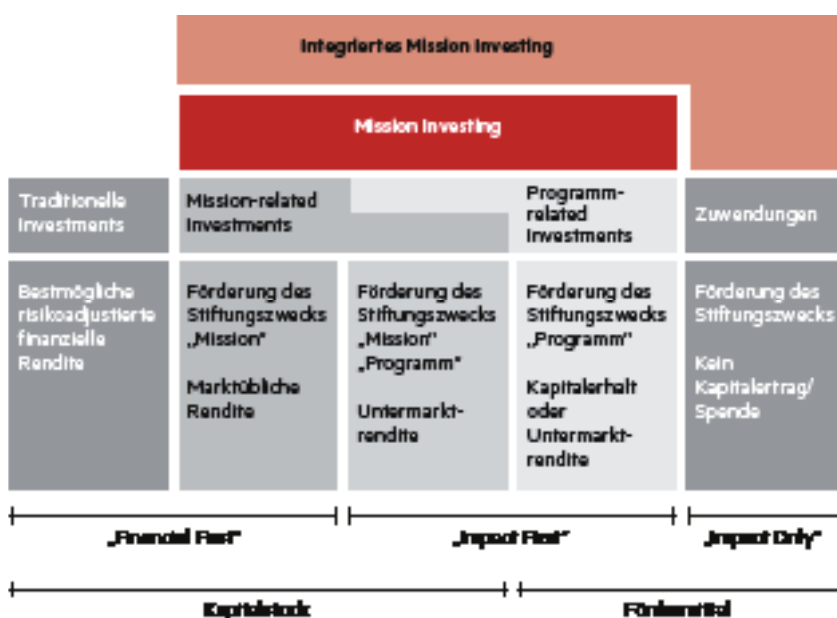 Integriertes Mission Investing
Mission Investing
Traditionelle
Investments
Mission-related
Investments
Programm-
related
Investments
Zuwendungen
Bestmögliche
risikoadjustierte
finanzielle
Rendite
Förderung des
Stiftungszwecks
„Mission“
Marktübliche
Rendite
Förderung des
Stiftungszwecks
„Mission“
„Programm“
Untermarkt-
rendite
Förderung des
Stiftungszwecks
„Programm“
Kapitalerhalt
oder
Untermarkt-
rendite
Förderung des
Stiftungszwecks
Kein
Kapitalertrag/
Spende
„Financial First“
„Impact First“
„Impact Only“
Kapitalstock
Fördermittel